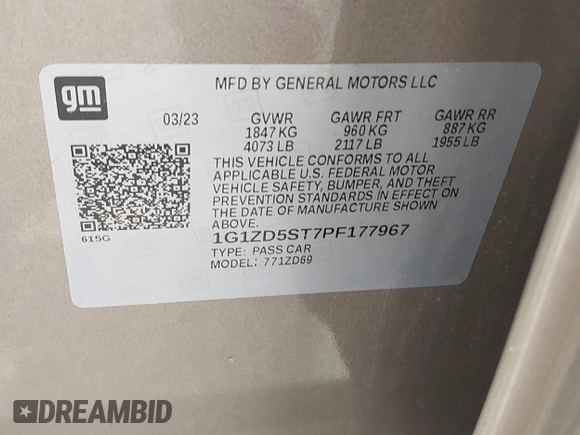 gm
MFD BY GENERAL MOTORS LLC
03/23 GVWR GAWR FRT GAWR RR
1847 KG 960 KG 887 KG
4073 LB 2117 LB 1955 LB
THIS VEHICLE CONFORMS TO ALL
APPLICABLE U.S. FEDERAL MOTOR
VEHICLE SAFETY, BUMPER, AND THEFT
PREVENTION STANDARDS IN EFFECT ON
THE DATE OF MANUFACTURE SHOWN
ABOVE.
615G
1G1ZD5ST7PF177967
TYPE: PASS CAR
MODEL: 771ZD69
DREAMBID